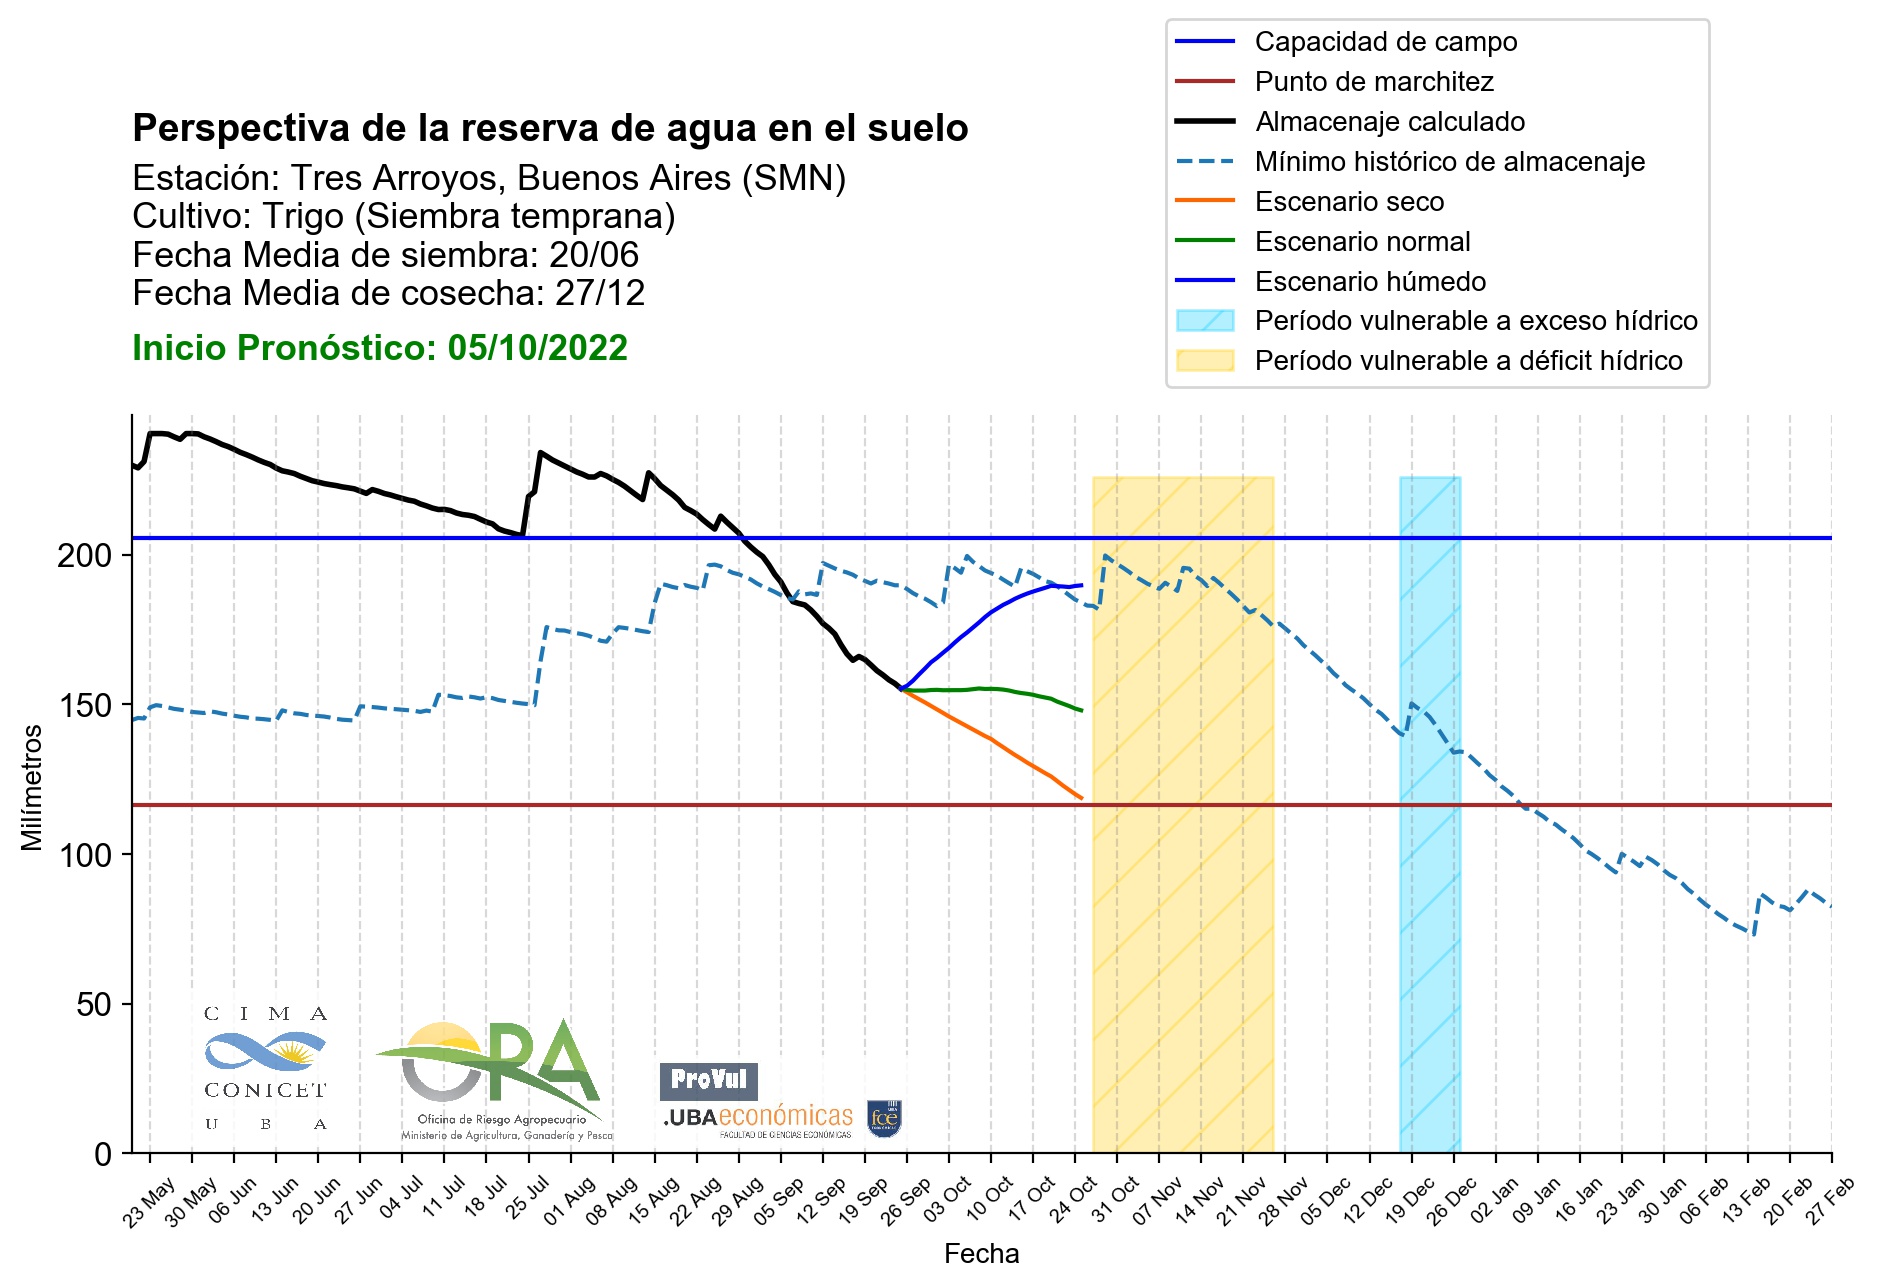 Capacidad de campo
Punto de marchitez
Almacenaje calculado
Mínimo histórico de almacenaje
Escenario seco
Escenario normal
Escenario húmedo
Período vulnerable a exceso hídrico
Período vulnerable a déficit hídrico
Perspectiva de la reserva de agua en el suelo
Estación: Tres Arroyos, Buenos Aires (SMN)
Cultivo: Trigo (Siembra temprana)
Fecha Media de siembra: 20/06
Fecha Media de cosecha: 27/12
Inicio Pronóstico: 05/10/2022
Milímetros
200
150
100
50
0
CIMA
CONICET
UBA
ORA
Oficina de Riesgo Agropecuario
Ministerio de Agricultura, Ganadería y Pesca
ProVul
.UBAeconómicas
FACULTAD DE CIENCIAS ECONÓMICAS
UBA
fce
ECONÓMICAS
23 May
30 May
06 Jun
13 Jun
20 Jun
27 Jun
04 Jul
11 Jul
18 Jul
25 Jul
01 Aug
08 Aug
15 Aug
22 Aug
29 Aug
05 Sep
12 Sep
19 Sep
26 Sep
03 Oct
10 Oct
17 Oct
24 Oct
31 Oct
07 Nov
14 Nov
21 Nov
28 Nov
05 Dec
12 Dec
19 Dec
26 Dec
02 Jan
09 Jan
16 Jan
23 Jan
30 Jan
06 Feb
13 Feb
20 Feb
27 Feb
Fecha